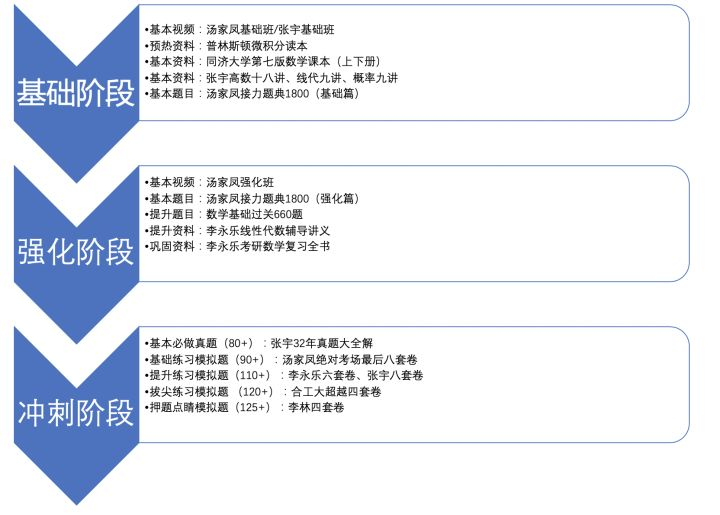 基础阶段
•基本视频：汤家凤基础班/张宇基础班
•预热资料：普林斯顿微积分读本
•基本资料：同济大学第七版数学课本（上下册）
•基本资料：张宇高数十八讲、线代九讲、概率九讲
•基本题目：汤家凤接力题典1800（基础篇）
强化阶段
•基本视频：汤家凤强化班
•基本题目：汤家凤接力题典1800（强化篇）
•提升题目：数学基础过关660题
•提升资料：李永乐线性代数辅导讲义
•巩固资料：李永乐考研数学复习全书
冲刺阶段
•基本必做真题（80+）：张宇32年真题大全解
•基础练习模拟题（90+）：汤家凤绝对考场最后八套卷
•提升练习模拟题（110+）：李永乐六套卷、张宇八套卷
•拔尖练习模拟题 （120+）：合工大超越四套卷
•押题点睛模拟题（125+）：李林四套卷